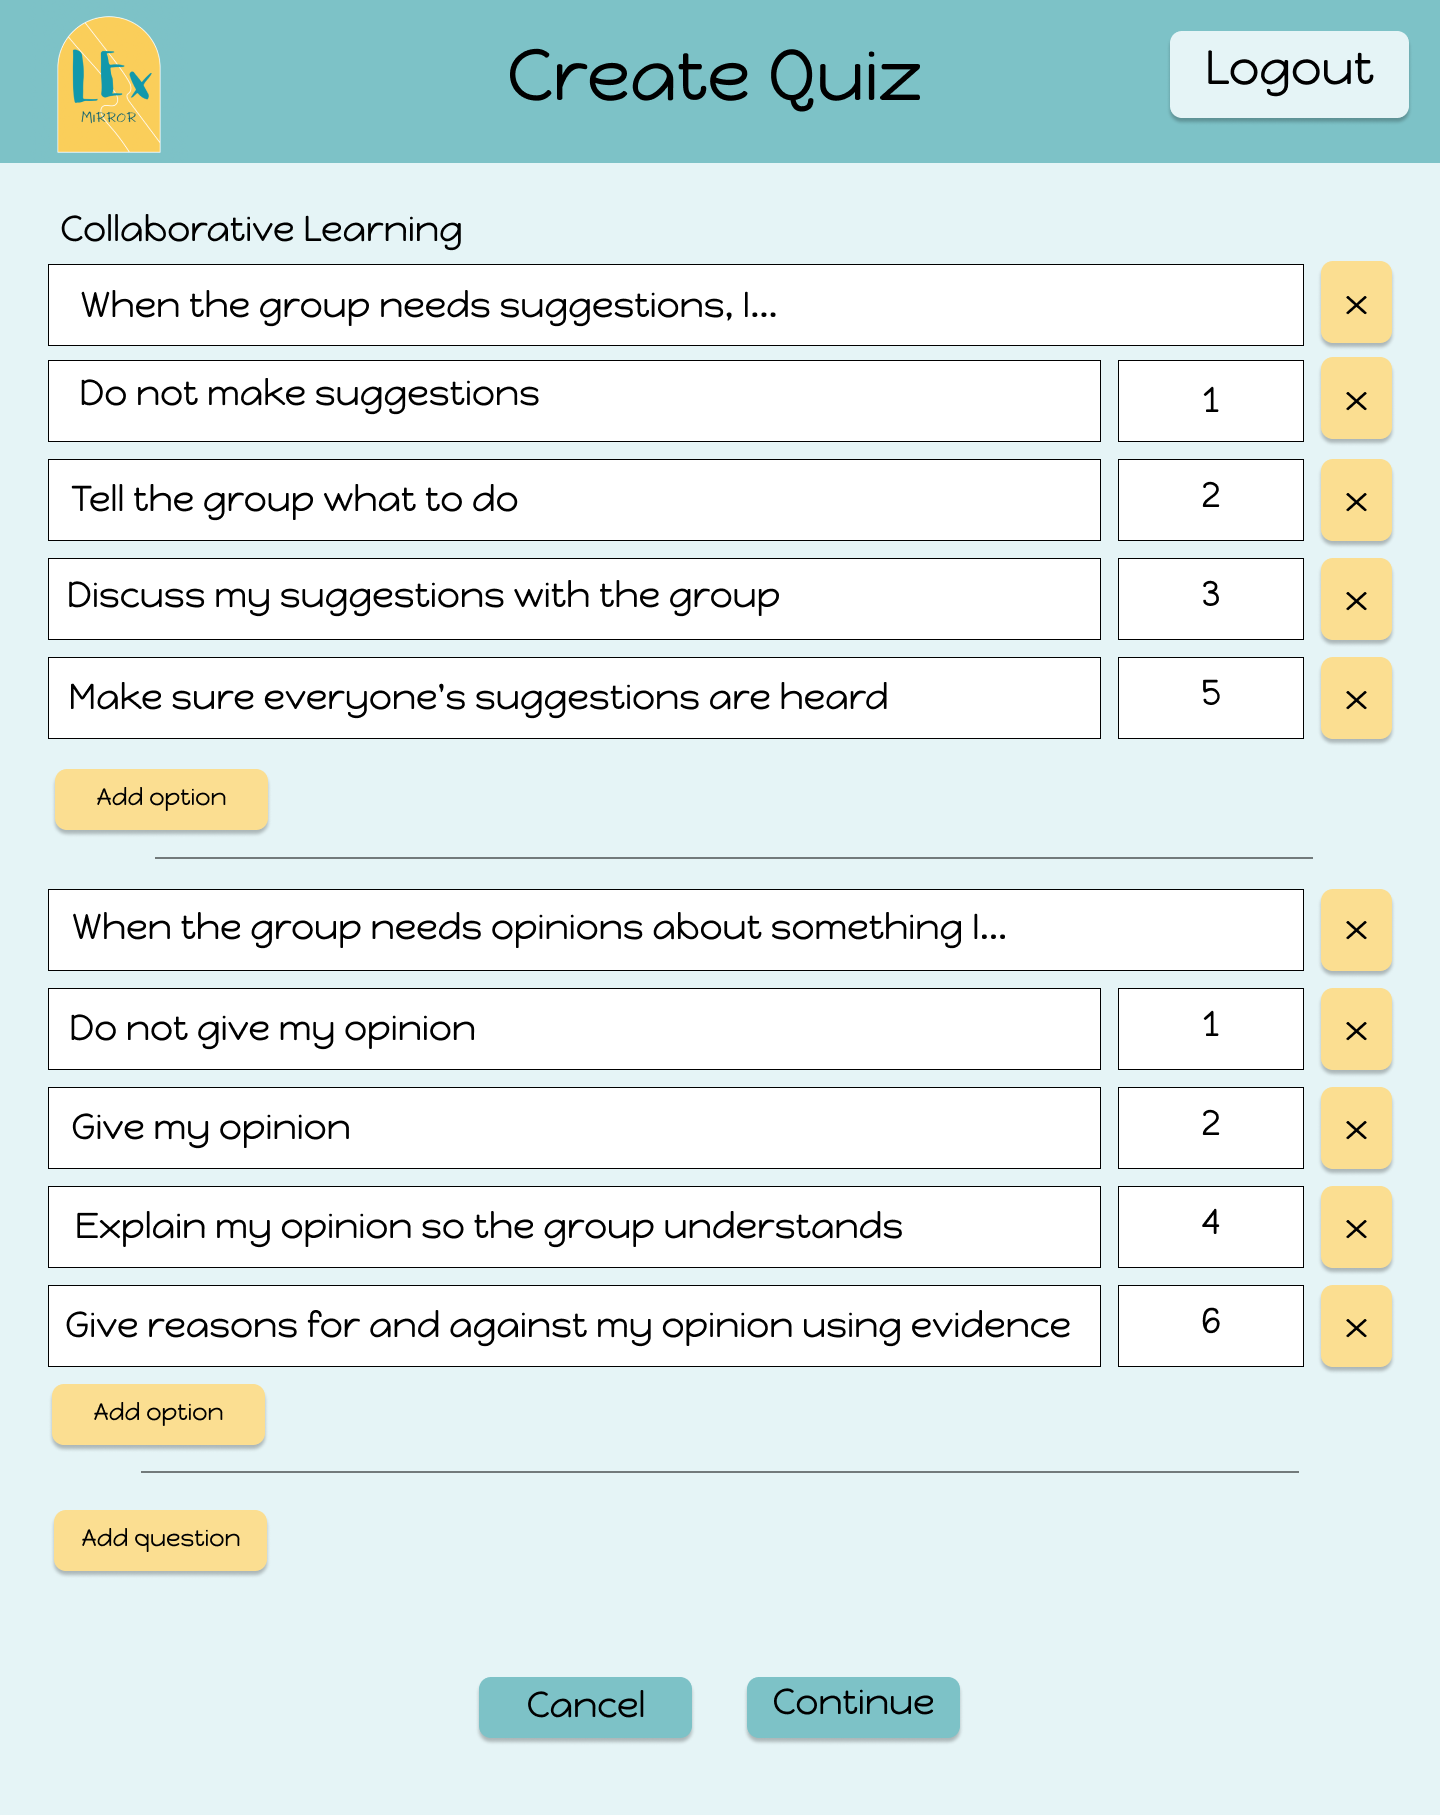 LEx
MIRROR
Create Quiz
Logout
Collaborative Learning
When the group needs suggestions, I...
×
Do not make suggestions
1
×
Tell the group what to do
2
×
Discuss my suggestions with the group
3
×
Make sure everyone's suggestions are heard
5
×
Add option
When the group needs opinions about something I...
×
Do not give my opinion
1
×
Give my opinion
2
×
Explain my opinion so the group understands
4
×
Give reasons for and against my opinion using evidence
6
×
Add option
Add question
Cancel
Continue